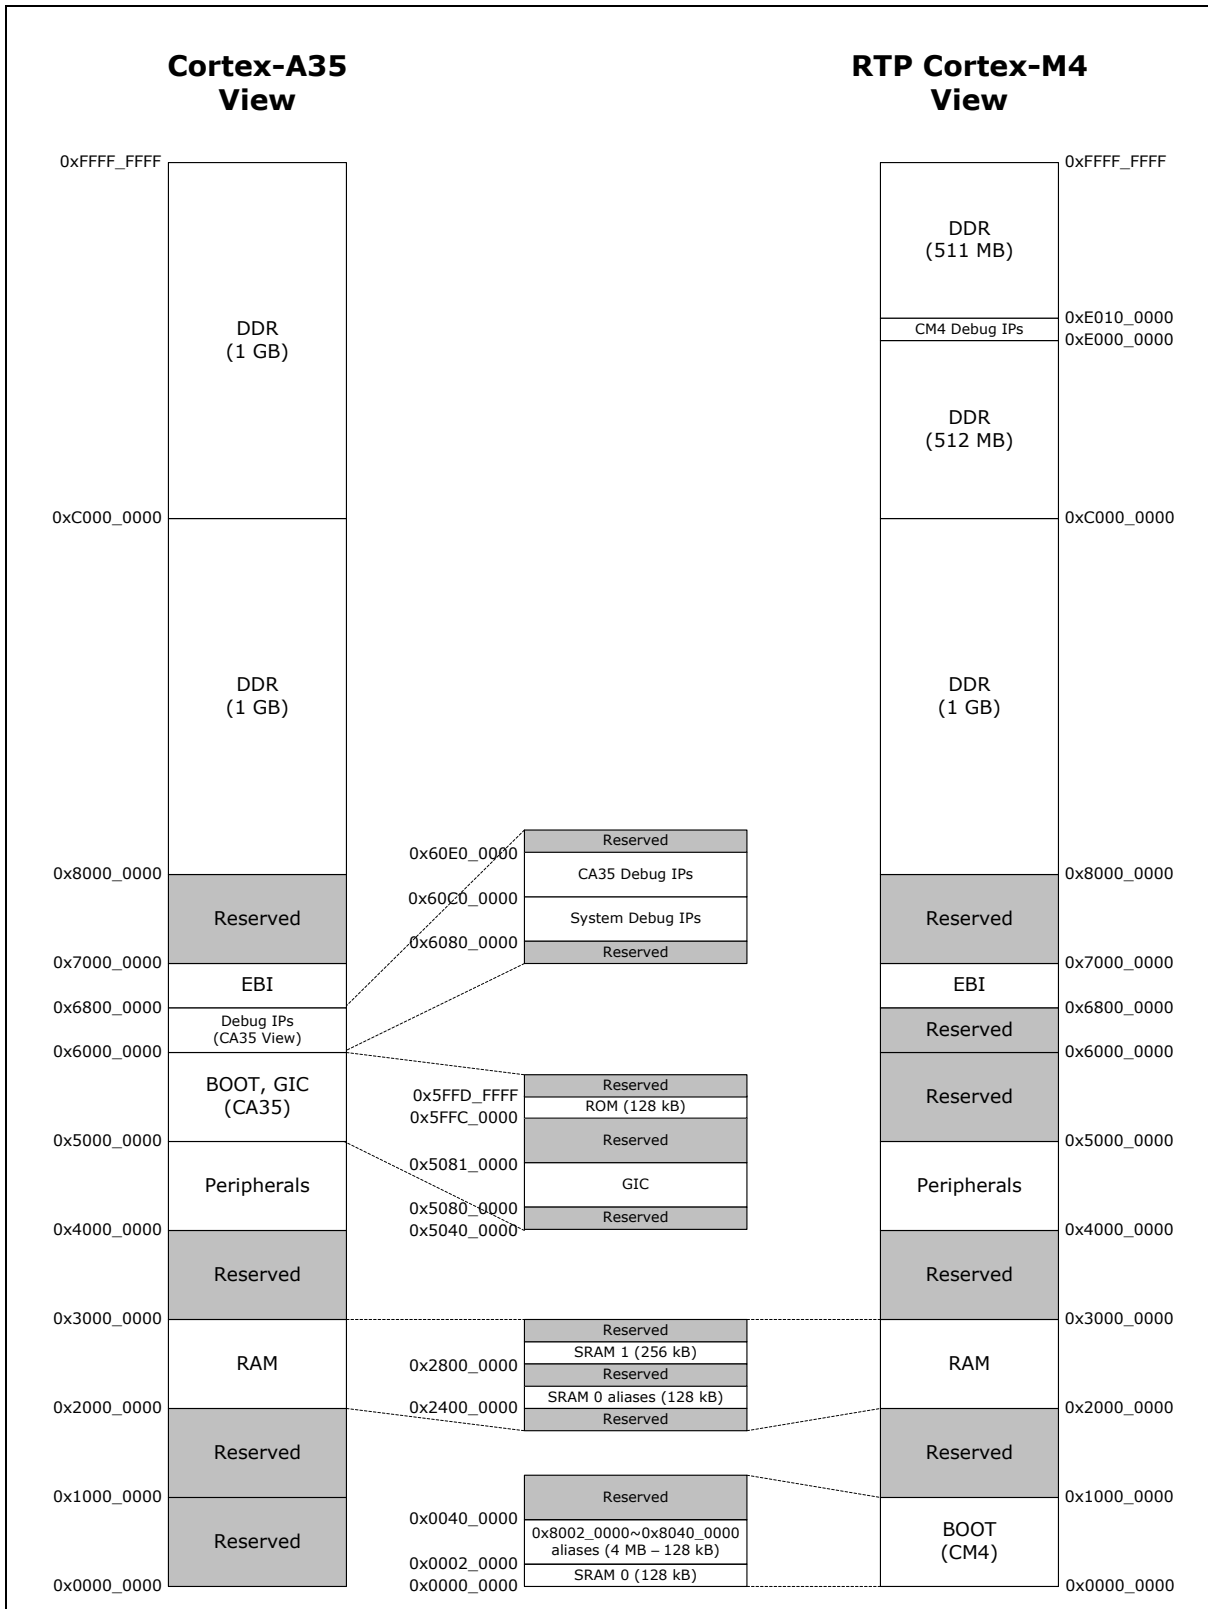 Cortex-A35
View
RTP Cortex-M4
View
0xFFFF_FFFF
DDR
(1 GB)
0xC000_0000
DDR
(1 GB)
0x8000_0000
Reserved
0x7000_0000
EBI
0x6800_0000
Debug IPs
(CA35 View)
0x6000_0000
BOOT, GIC
(CA35)
0x5000_0000
Peripherals
0x4000_0000
Reserved
0x3000_0000
RAM
0x2000_0000
Reserved
0x1000_0000
Reserved
0x0000_0000
Reserved
0x60E0_0000
CA35 Debug IPs
0x60C0_0000
System Debug IPs
0x6080_0000
Reserved
Reserved
0x5FFD_FFFF
ROM (128 kB)
0x5FFC_0000
Reserved
0x5081_0000
GIC
0x5080_0000
Reserved
0x5040_0000
Reserved
SRAM 1 (256 kB)
0x2800_0000
Reserved
SRAM 0 aliases (128 kB)
0x2400_0000
Reserved
Reserved
0x0040_0000
0x8002_0000~0x8040_0000
aliases (4 MB – 128 kB)
0x0002_0000
SRAM 0 (128 kB)
0x0000_0000
0xFFFF_FFFF
DDR
(511 MB)
0xE010_0000
CM4 Debug IPs
0xE000_0000
DDR
(512 MB)
0xC000_0000
DDR
(1 GB)
0x8000_0000
Reserved
0x7000_0000
EBI
0x6800_0000
Reserved
0x6000_0000
Reserved
0x5000_0000
Peripherals
0x4000_0000
Reserved
0x3000_0000
RAM
0x2000_0000
Reserved
0x1000_0000
BOOT
(CM4)
0x0000_0000